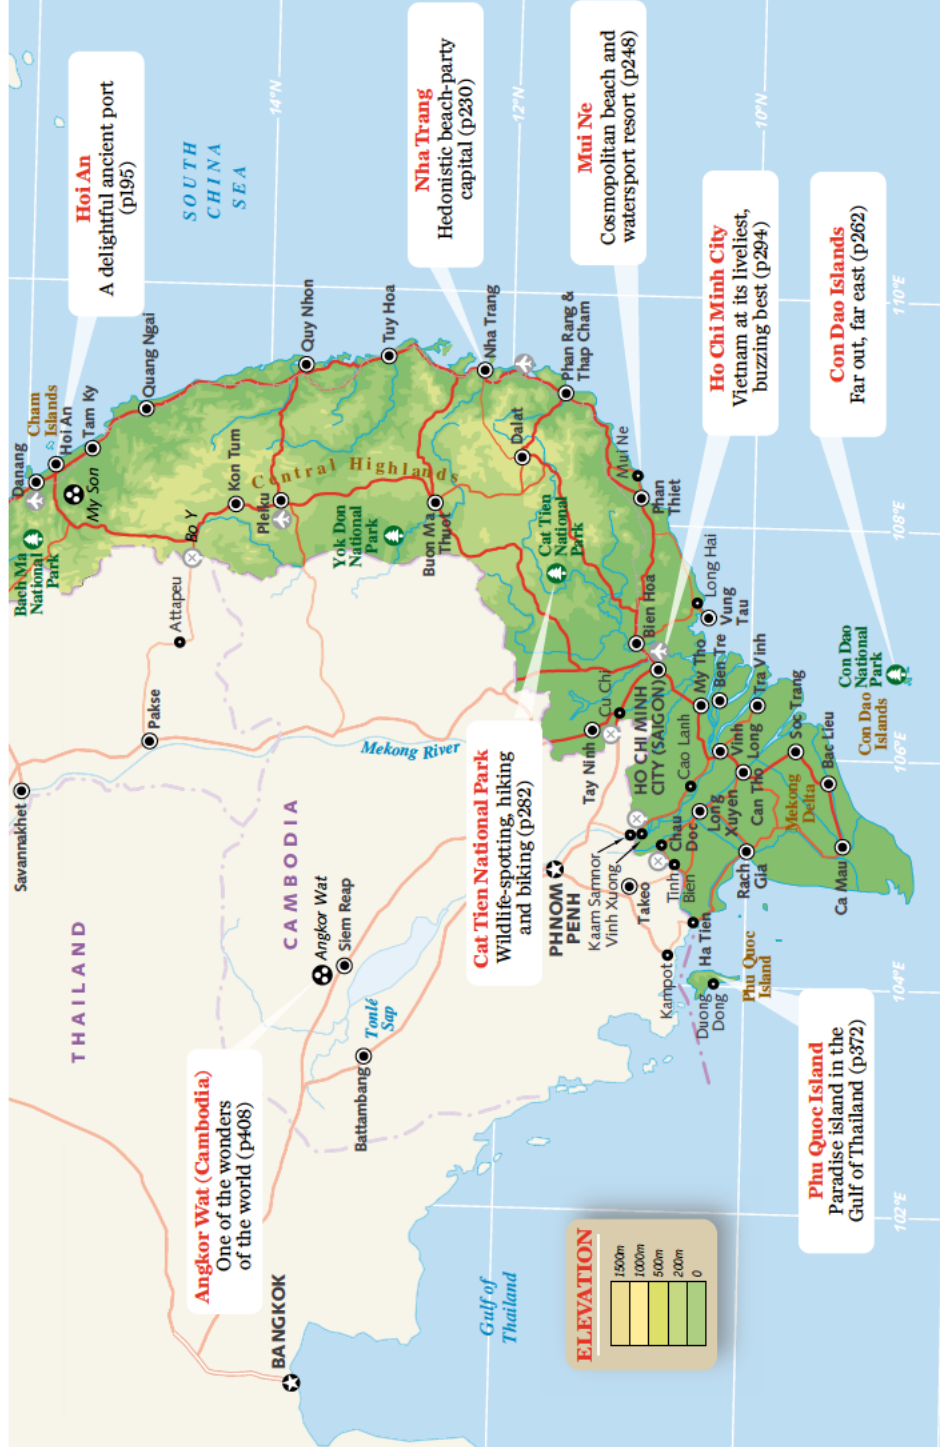 Hoi An
A delightful ancient port
(p195)
Nha Trang
Hedonistic beach-party
capital (p230)
Mui Ne
Cosmopolitan beach and
watersport resort (p248)
Ho Chi Minh City
Vietnam at its liveliest,
buzzing best (p294)
Con Dao Islands
Far out, far east (p262)
Cat Tien National Park
Wildlife-spotting, hiking
and biking (p282)
Angkor Wat (Cambodia)
One of the wonders
of the world (p408)
Phu Quoc Island
Paradise island in the
Gulf of Thailand (p372)
ELEVATION
1500m
1000m
500m
200m
0
SOUTH
CHINA
SEA
14°N
12°N
10°N
110°E
108°E
106°E
104°E
102°E
THAILAND
CAMBODIA
Savannakhet
Pakse
Attapeu
Bach Ma
National
Park
Danang
Cham
Islands
Hoi An
Tam Ky
My Son
Quang Ngai
Bo Y
Kon Tum
Pleiku
Central Highlands
Quy Nhon
Tuy Hoa
Yok Don
National
Park
Buon Ma
Thuot
Nha Trang
Dalat
Phan Rang &
Thap Cham
Cat Tien
National
Park
Mui Ne
Phan
Thiet
Bien Hoa
Long Hai
Vung
Tau
Mekong River
Angkor Wat
Siem Reap
Tonlé
Sap
Battambang
BANGKOK
Gulf of
Thailand
PHNOM
PENH
Tay Ninh
Cu Chi
HO CHI MINH
CITY (SAIGON)
Cao Lanh
My Tho
Ben Tre
Tra Vinh
Vinh
Long
Soc Trang
Bac Lieu
Can Tho
Mekong
Delta
Long
Xuyen
Chau
Doc
Kaam Samnor
Vinh Xuong
Takeo
Tinh
Bien
Rach
Gia
Ca Mau
Kampot
Ha Tien
Duong
Dong
Phu Quoc
Island
Con Dao
National
Park
Con Dao
Islands